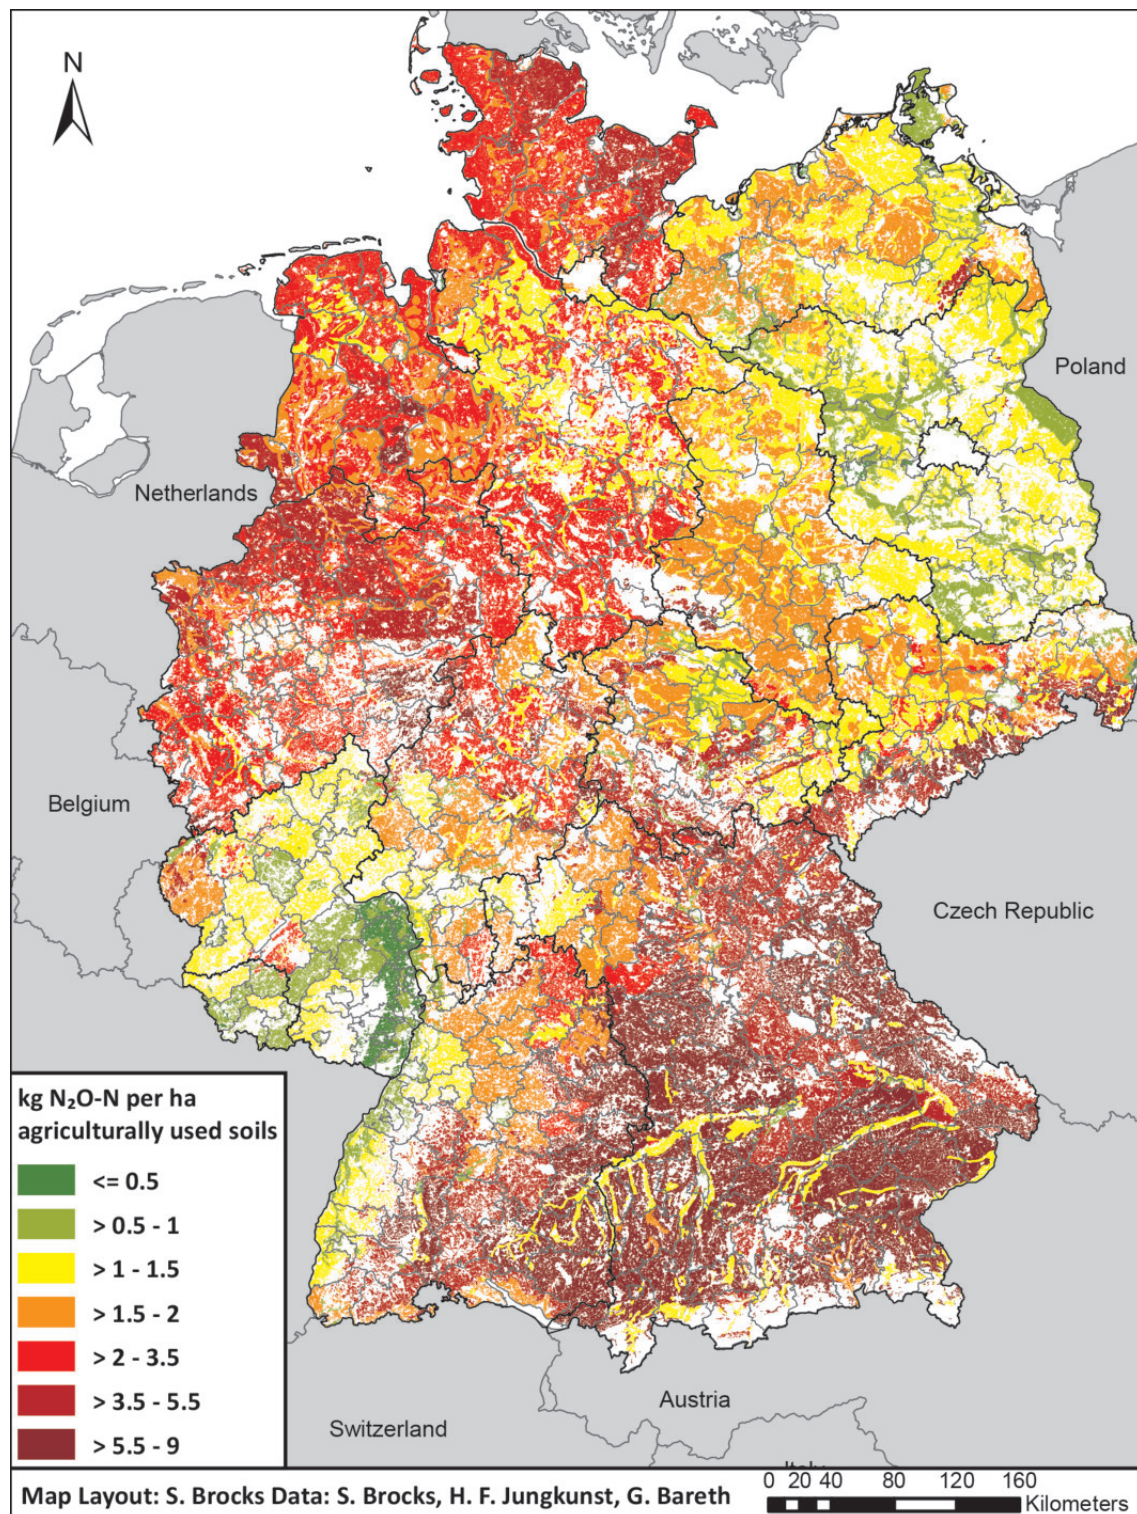 N
Poland
Netherlands
Belgium
Czech Republic
kg N₂O-N per ha
agriculturally used soils
<= 0.5
> 0.5 - 1
> 1 - 1.5
> 1.5 - 2
> 2 - 3.5
> 3.5 - 5.5
> 5.5 - 9
Austria
Switzerland
Map Layout: S. Brocks Data: S. Brocks, H. F. Jungkunst, G. Bareth
0 20 40 80 120 160
Kilometers